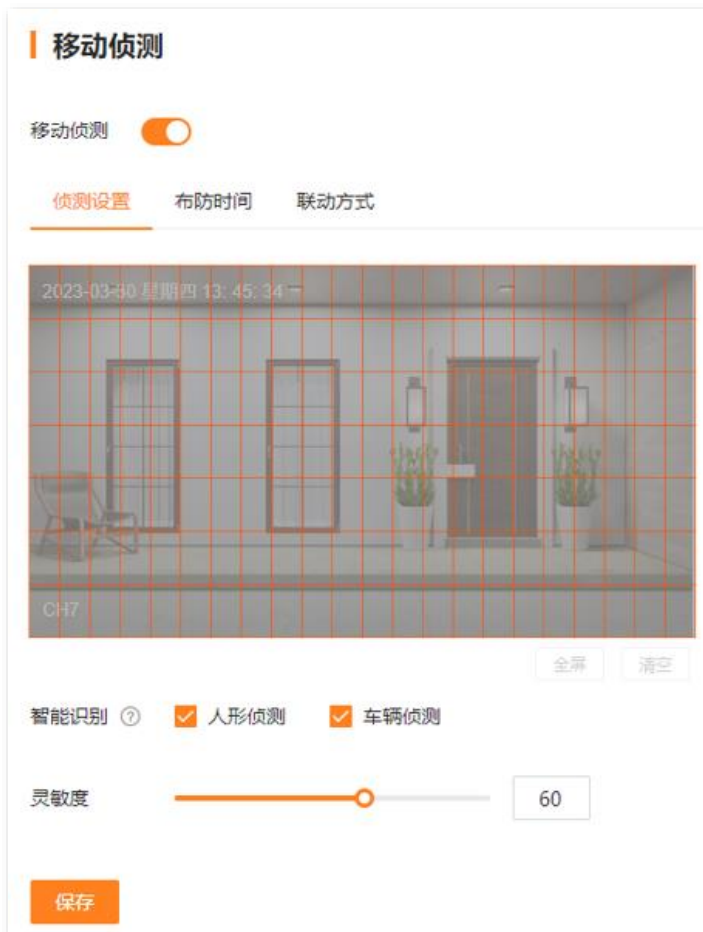 移动侦测
移动侦测
侦测设置 布防时间 联动方式
2023-03-30 星期四 13: 45: 34
CH7
全屏 清空
智能识别 ? 人形侦测 车辆侦测
灵敏度 60
保存